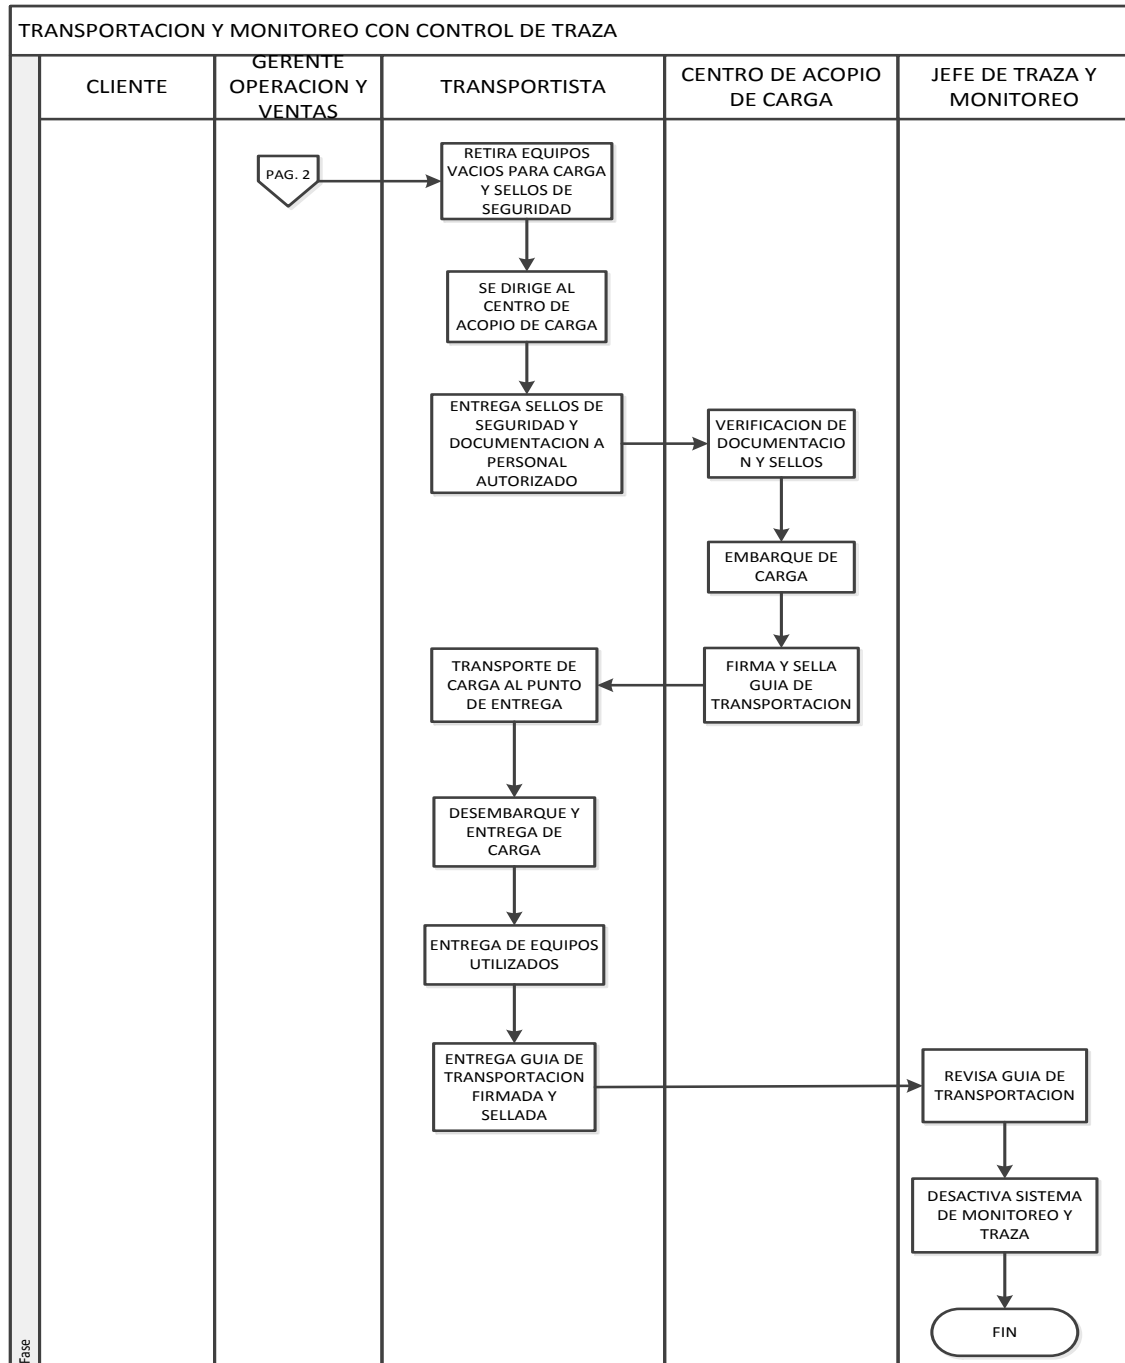 TRANSPORTACION Y MONITOREO CON CONTROL DE TRAZA
CLIENTE
GERENTE
OPERACION Y
VENTAS
TRANSPORTISTA
CENTRO DE ACOPIO
DE CARGA
JEFE DE TRAZA Y
MONITOREO
PAG. 2
RETIRA EQUIPOS
VACIOS PARA CARGA
Y SELLOS DE
SEGURIDAD
SE DIRIGE AL
CENTRO DE
ACOPIO DE CARGA
ENTREGA SELLOS DE
SEGURIDAD Y
DOCUMENTACION A
PERSONAL
AUTORIZADO
VERIFICACION DE
DOCUMENTACIO
N Y SELLOS
EMBARQUE DE
CARGA
FIRMA Y SELLA
GUIA DE
TRANSPORTACION
TRANSPORTE DE
CARGA AL PUNTO
DE ENTREGA
DESEMBARQUE Y
ENTREGA DE
CARGA
ENTREGA DE EQUIPOS
UTILIZADOS
ENTREGA GUIA DE
TRANSPORTACION
FIRMADA Y
SELLADA
REVISA GUIA DE
TRANSPORTACION
DESACTIVA SISTEMA
DE MONITOREO Y
TRAZA
FIN
Fase